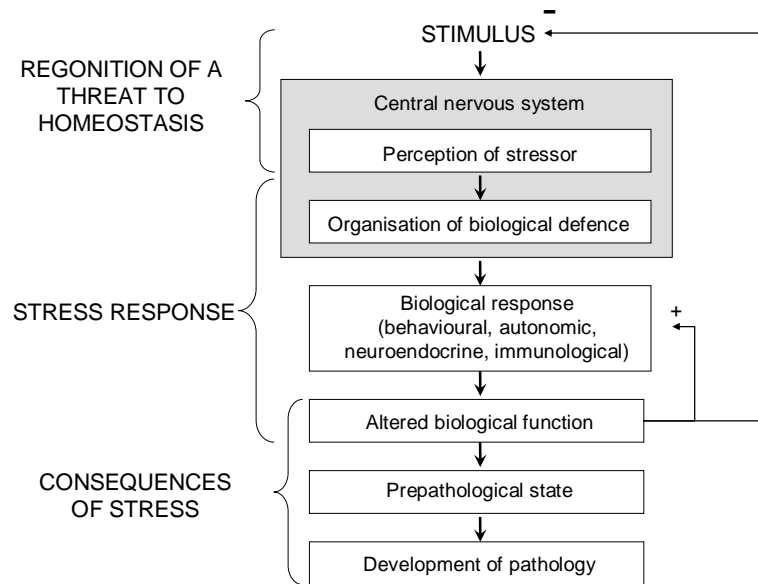 STIMULUS
–
REGONITION OF A
THREAT TO
HOMEOSTASIS
Central nervous system
Perception of stressor
Organisation of biological defence
STRESS RESPONSE
Biological response
(behavioural, autonomic,
neuroendocrine, immunological)
+
Altered biological function
CONSEQUENCES
OF STRESS
Prepathological state
Development of pathology